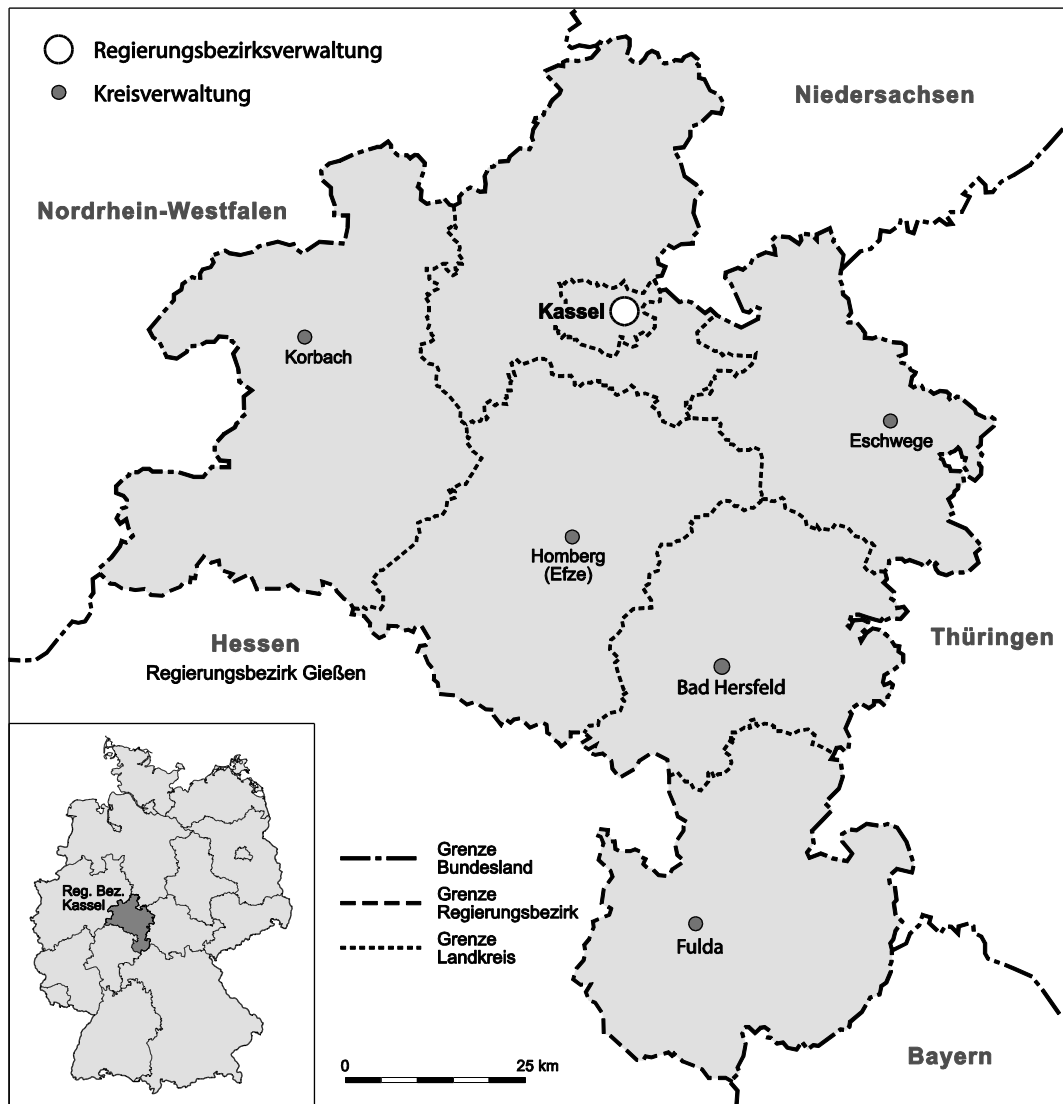 Regierungsbezirksverwaltung
Kreisverwaltung
Niedersachsen
Nordrhein-Westfalen
Kassel
Korbach
Eschwege
Homberg
(Efze)
Hessen
Regierungsbezirk Gießen
Thüringen
Bad Hersfeld
Reg. Bez.
Kassel
Grenze
Bundesland
Grenze
Regierungsbezirk
Grenze
Landkreis
Fulda
Bayern
0 25 km